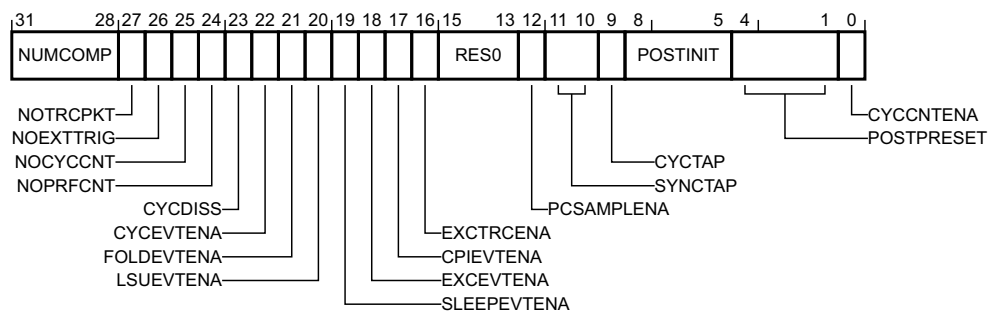 31 28 27 26 25 24 23 22 21 20 19 18 17 16 15 13 12 11 10 9 8 5 4 1 0
NUMCOMP RES0 POSTINIT
NOTRCPKT CYCCNTENA
NOEXTTRIG POSTPRESET
NOCYCCNT CYCTAP
NOPRFCNT SYNCTAP
CYCDISS PCSAMPLENA
CYCEVTENA EXCTRCENA
FOLDEVTENA CPIEVTENA
LSUEVTENA EXCEVTENA
SLEEPEVTENA